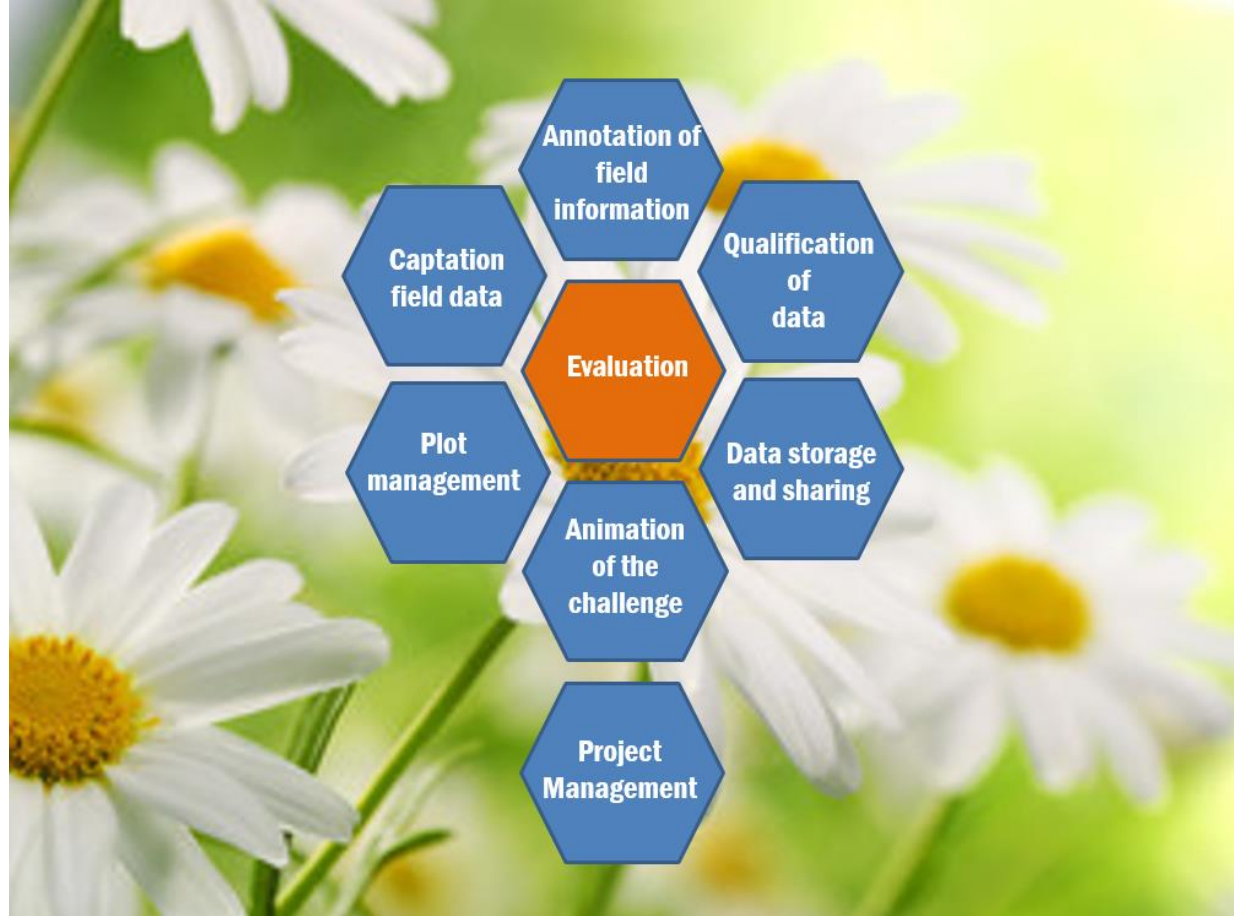 Annotation of
field
information
Captation
field data
Qualification
of
data
Evaluation
Plot
management
Data storage
and sharing
Animation
of the
challenge
Project
Management